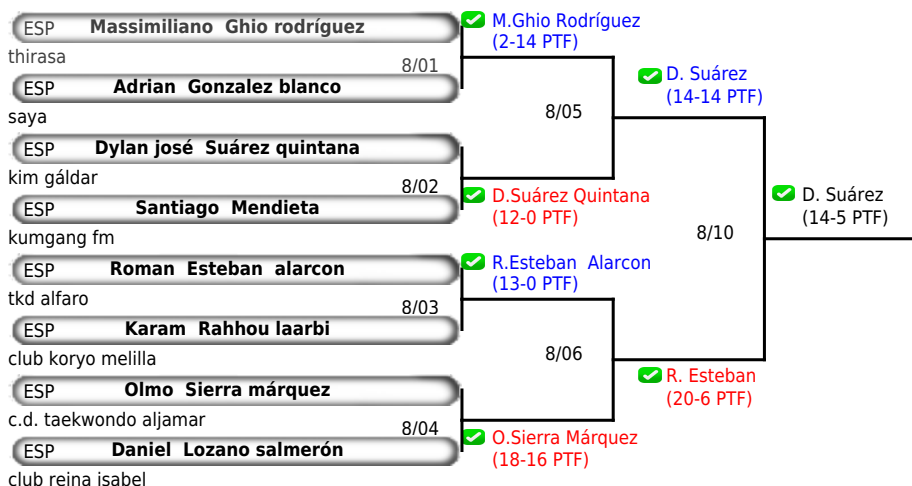 ESP Massimiliano Ghio rodríguez
thirasa
8/01
ESP Adrian Gonzalez blanco
saya
ESP Dylan josé Suárez quintana
kim gáldar
8/02
ESP Santiago Mendieta
kumgang fm
ESP Roman Esteban alarcon
tkd alfaro
8/03
ESP Karam Rahhou laarbi
club koryo melilla
ESP Olmo Sierra márquez
c.d. taekwondo aljamar
8/04
ESP Daniel Lozano salmerón
club reina isabel
M.Ghio Rodríguez
(2-14 PTF)
8/05
D.Suárez Quintana
(12-0 PTF)
R.Esteban Alarcon
(13-0 PTF)
8/06
O.Sierra Márquez
(18-16 PTF)
D. Suárez
(14-14 PTF)
8/10
R. Esteban
(20-6 PTF)
D. Suárez
(14-5 PTF)